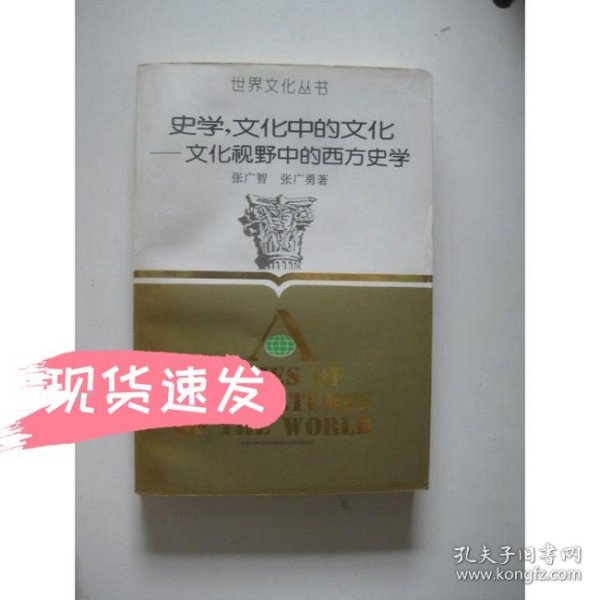 世界文化丛书
史学,文化中的文化
——文化视野中的西方史学
张广智 张广勇著
现货速发
OF
THE WORLD
孔夫子旧书网
www.kongfz.com